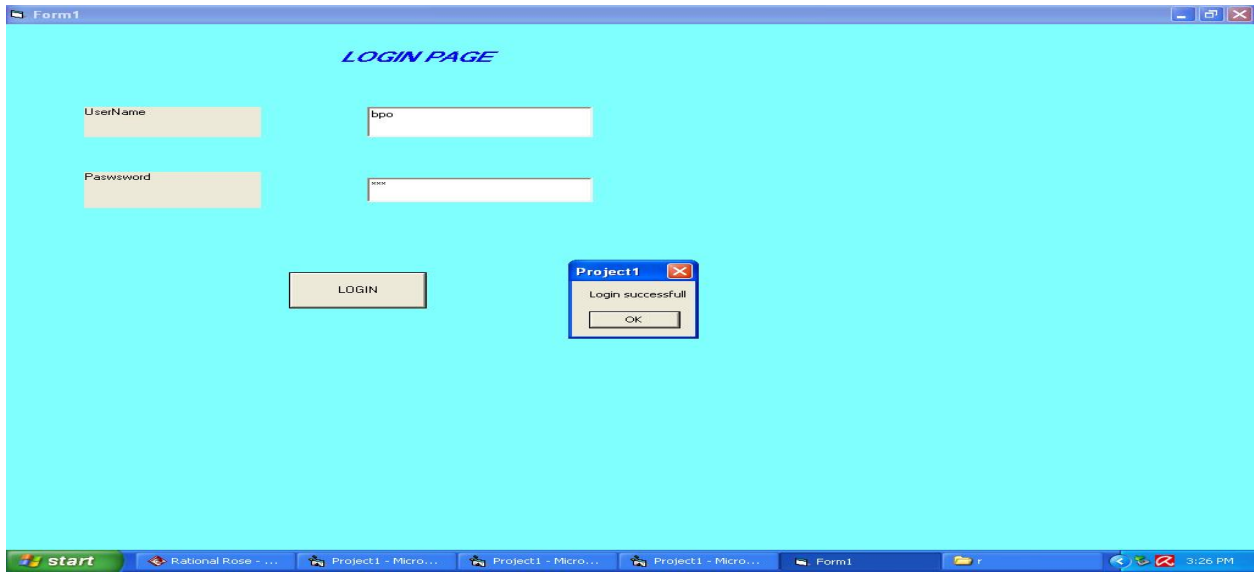 Form1
LOGIN PAGE
UserName
bpo
Paswsword
***
LOGIN
Project1
Login successfull
OK
start
Rational Rose - ...
Project1 - Micro...
Project1 - Micro...
Project1 - Micro...
Form1
r
3:26 PM